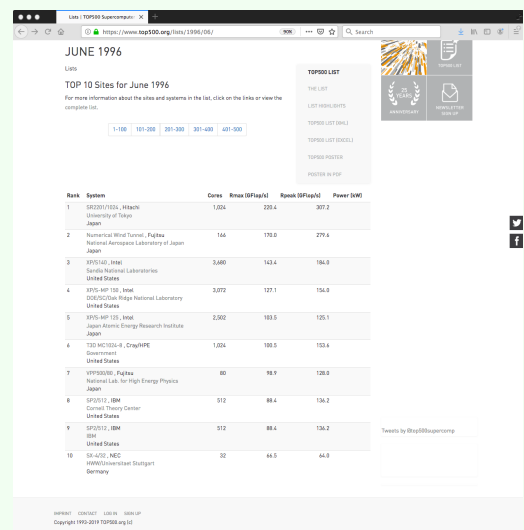 Lists | TOP500 Supercomputer
https://www.top500.org/lists/1996/06/
90%
Search
JUNE 1996
Lists
TOP 10 Sites for June 1996
For more information about the sites and systems in the list, click on the links or view the
complete list.
1-100 101-200 201-300 301-400 401-500
TOP500 LIST
THE LIST
LIST HIGHLIGHTS
TOP500 LIST (XML)
TOP500 LIST (EXCEL)
TOP500 POSTER
POSTER IN PDF
TOP500 LIST
25
YEARS
ANNIVERSARY
NEWSLETTER
SIGN-UP
Rank System Cores Rmax (GFlop/s) Rpeak (GFlop/s) Power (kW)
1 SR2201/1024 , Hitachi 1,024 220.4 307.2
University of Tokyo
Japan
2 Numerical Wind Tunnel , Fujitsu 166 170.0 279.6
National Aerospace Laboratory of Japan
Japan
3 XP/S140 , Intel 3,680 143.4 184.0
Sandia National Laboratories
United States
4 XP/S-MP 150 , Intel 3,072 127.1 154.0
DOE/SC/Oak Ridge National Laboratory
United States
5 XP/S-MP 125 , Intel 2,502 103.5 125.1
Japan Atomic Energy Research Institute
Japan
6 T3D MC1024-8 , Cray/HPE 1,024 100.5 153.6
Government
United States
7 VPP500/80 , Fujitsu 80 98.9 128.0
National Lab. for High Energy Physics
Japan
8 SP2/512 , IBM 512 88.4 136.2
Cornell Theory Center
United States
9 SP2/512 , IBM 512 88.4 136.2
IBM
United States
10 SX-4/32 , NEC 32 66.5 64.0
HWW/Universitaet Stuttgart
Germany
Tweets by @top500supercomp
IMPRINT CONTACT LOG IN SIGN UP
Copyright 1993-2019 TOP500.org (c)